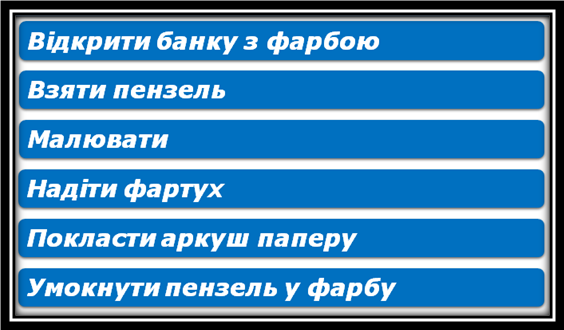 Відкрити банку з фарбою
Взяти пензель
Малювати
Надіти фартух
Покласти аркуш паперу
Умокнути пензель у фарбу